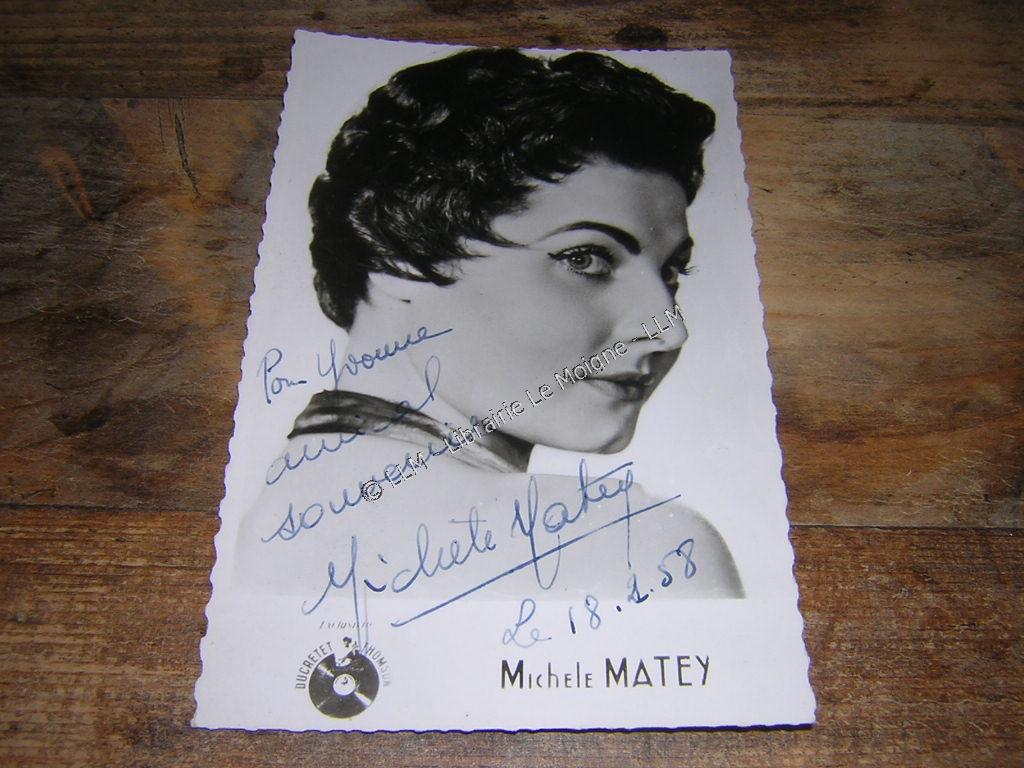 Pour Yvonne
amical
souvenir
© LLM - Librairie Le Moigne - LLM
Michele Matey
Le 18.2.58
EXCLUSIVITÉ
DUCRETET THOMSON
MICHELE MATEY